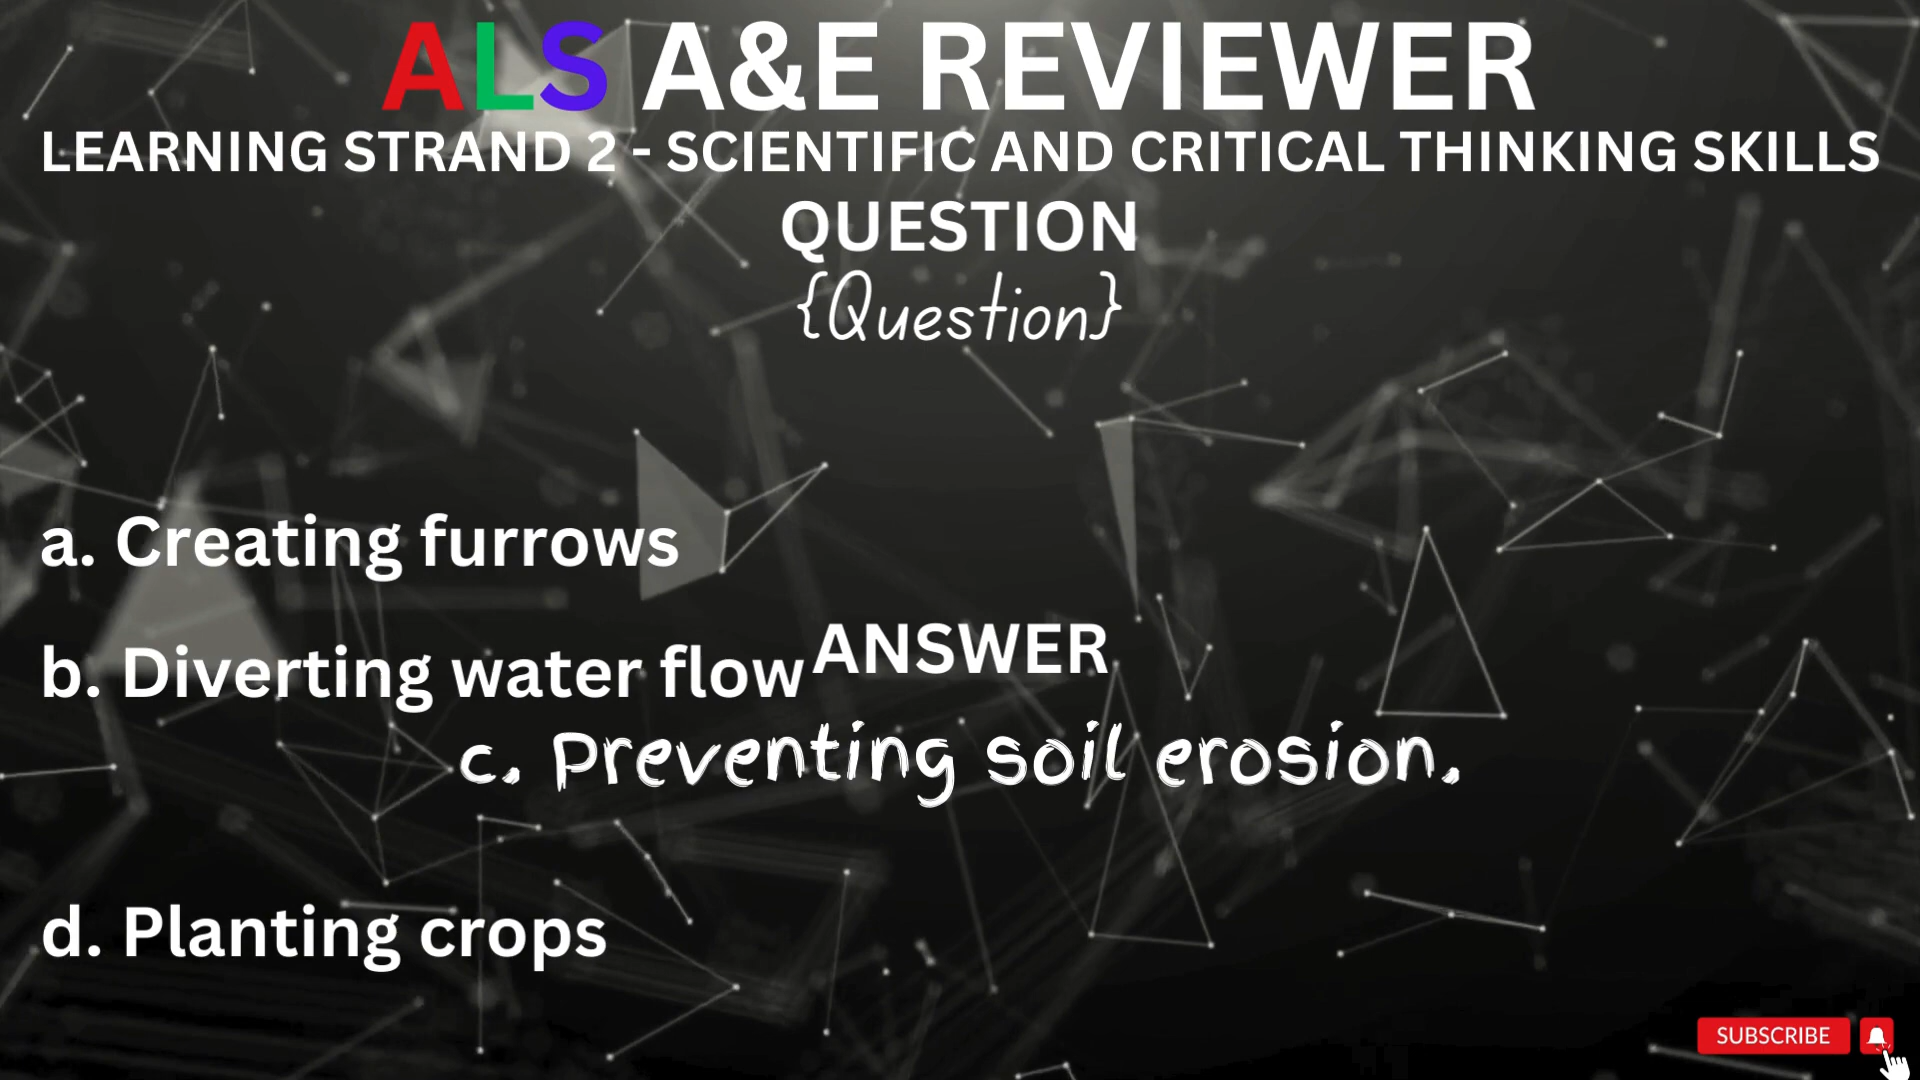 ALS A&E REVIEWER
LEARNING STRAND 2 - SCIENTIFIC AND CRITICAL THINKING SKILLS
QUESTION
{Question}
a. Creating furrows
b. Diverting water flow
ANSWER
c. Preventing soil erosion.
d. Planting crops
SUBSCRIBE